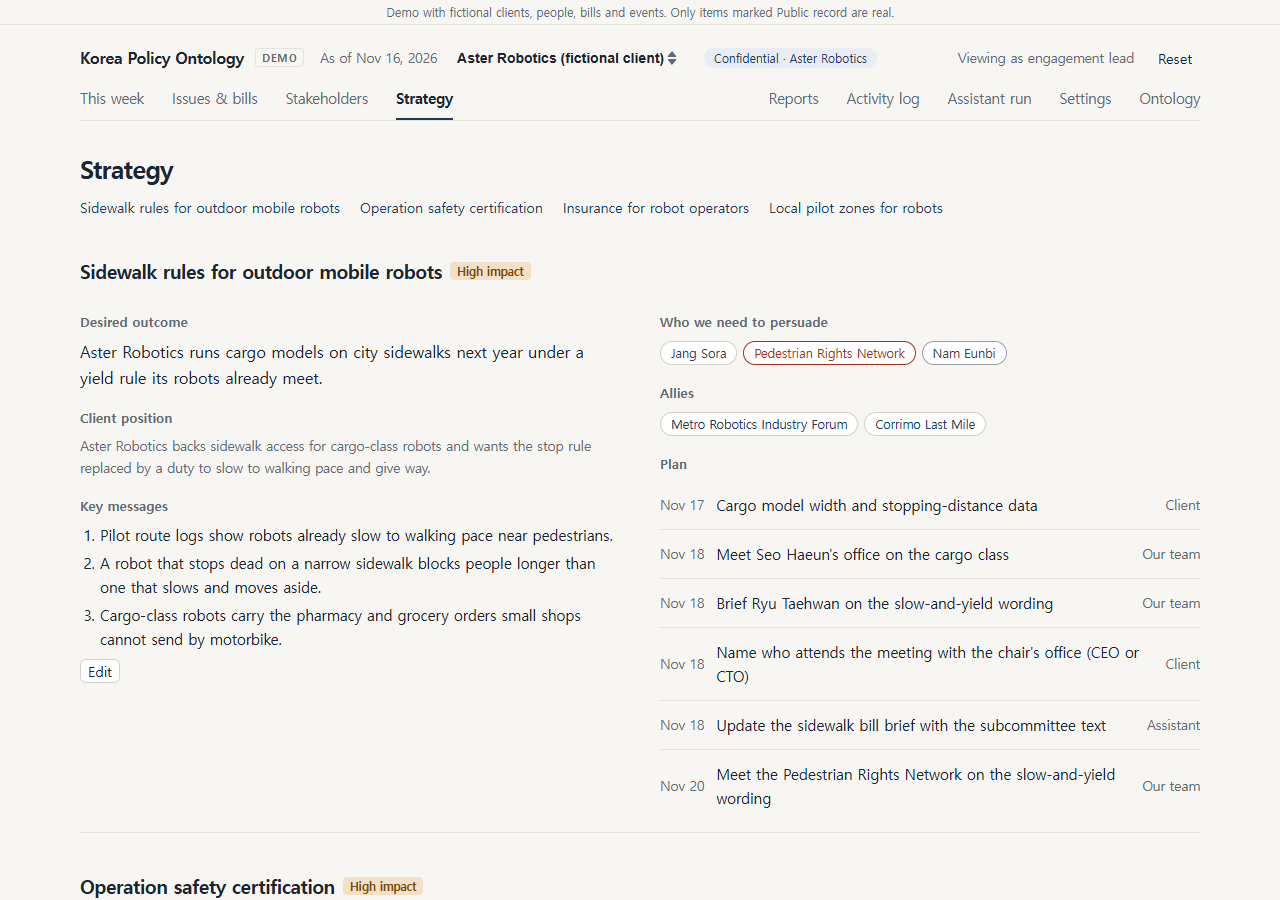 Demo with fictional clients, people, bills and events. Only items marked Public record are real.
Korea Policy Ontology DEMO As of Nov 16, 2026 Aster Robotics (fictional client) Confidential · Aster Robotics Viewing as engagement lead Reset
This week Issues & bills Stakeholders Strategy Reports Activity log Assistant run Settings Ontology
Strategy
Sidewalk rules for outdoor mobile robots Operation safety certification Insurance for robot operators Local pilot zones for robots
Sidewalk rules for outdoor mobile robots High impact
Desired outcome
Aster Robotics runs cargo models on city sidewalks next year under a
yield rule its robots already meet.
Client position
Aster Robotics backs sidewalk access for cargo-class robots and wants the stop rule
replaced by a duty to slow to walking pace and give way.
Key messages
1. Pilot route logs show robots already slow to walking pace near pedestrians.
2. A robot that stops dead on a narrow sidewalk blocks people longer than
one that slows and moves aside.
3. Cargo-class robots carry the pharmacy and grocery orders small shops
cannot send by motorbike.
Edit
Who we need to persuade
Jang Sora Pedestrian Rights Network Nam Eunbi
Allies
Metro Robotics Industry Forum Corrimo Last Mile
Plan
Nov 17 Cargo model width and stopping-distance data Client
Nov 18 Meet Seo Haeun's office on the cargo class Our team
Nov 18 Brief Ryu Taehwan on the slow-and-yield wording Our team
Nov 18 Name who attends the meeting with the chair's office (CEO or
CTO) Client
Nov 18 Update the sidewalk bill brief with the subcommittee text Assistant
Nov 20 Meet the Pedestrian Rights Network on the slow-and-yield
wording Our team
Operation safety certification High impact